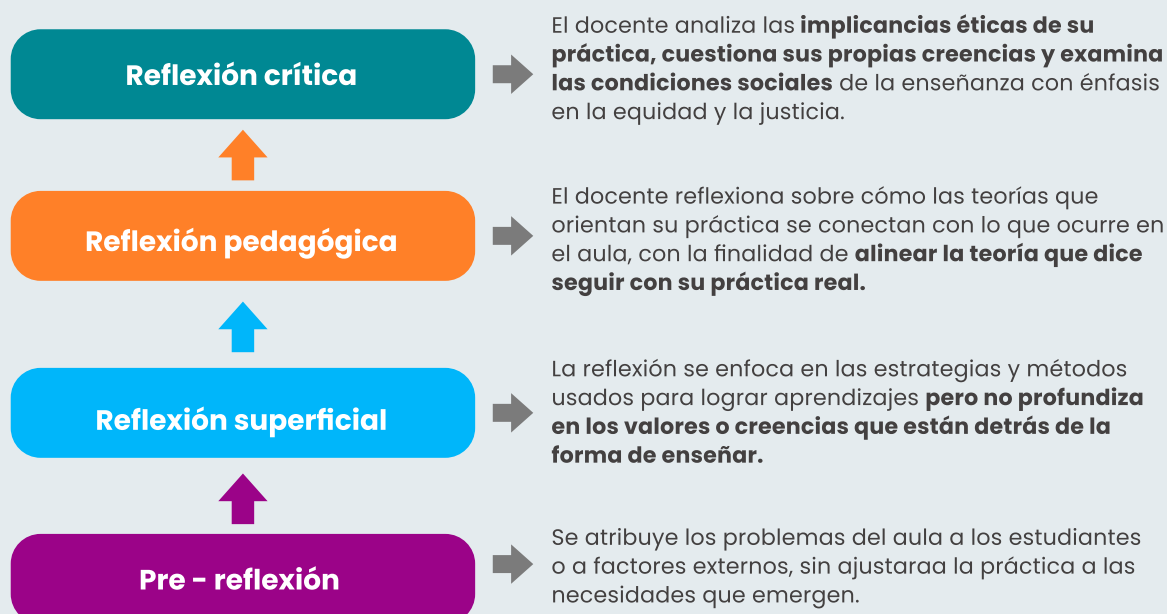 Reflexión crítica
El docente analiza las implicancias éticas de su
práctica, cuestiona sus propias creencias y examina
las condiciones sociales de la enseñanza con énfasis
en la equidad y la justicia.
Reflexión pedagógica
El docente reflexiona sobre cómo las teorías que
orientan su práctica se conectan con lo que ocurre en
el aula, con la finalidad de alinear la teoría que dice
seguir con su práctica real.
Reflexión superficial
La reflexión se enfoca en las estrategias y métodos
usados para lograr aprendizajes pero no profundiza
en los valores o creencias que están detrás de la
forma de enseñar.
Pre - reflexión
Se atribuye los problemas del aula a los estudiantes
o a factores externos, sin ajustaraa la práctica a las
necesidades que emergen.